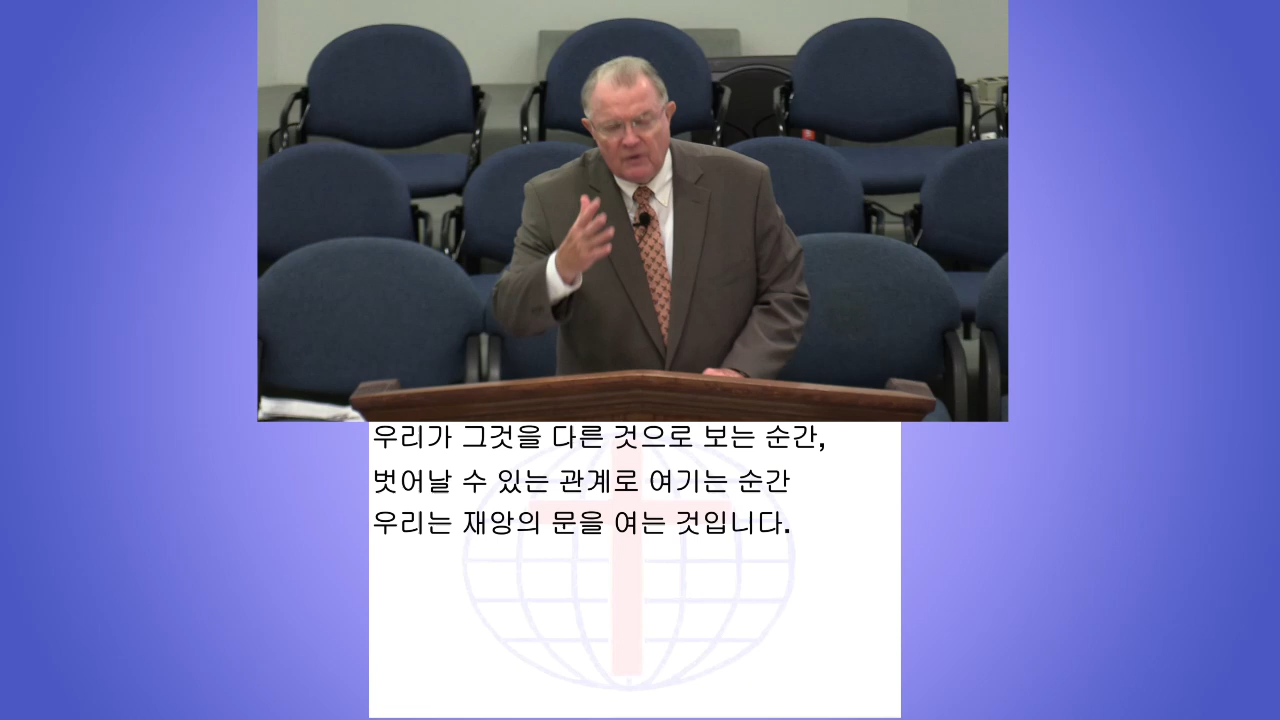 우리가 그것을 다른 것으로 보는 순간,
벗어날 수 있는 관계로 여기는 순간
우리는 재앙의 문을 여는 것입니다.